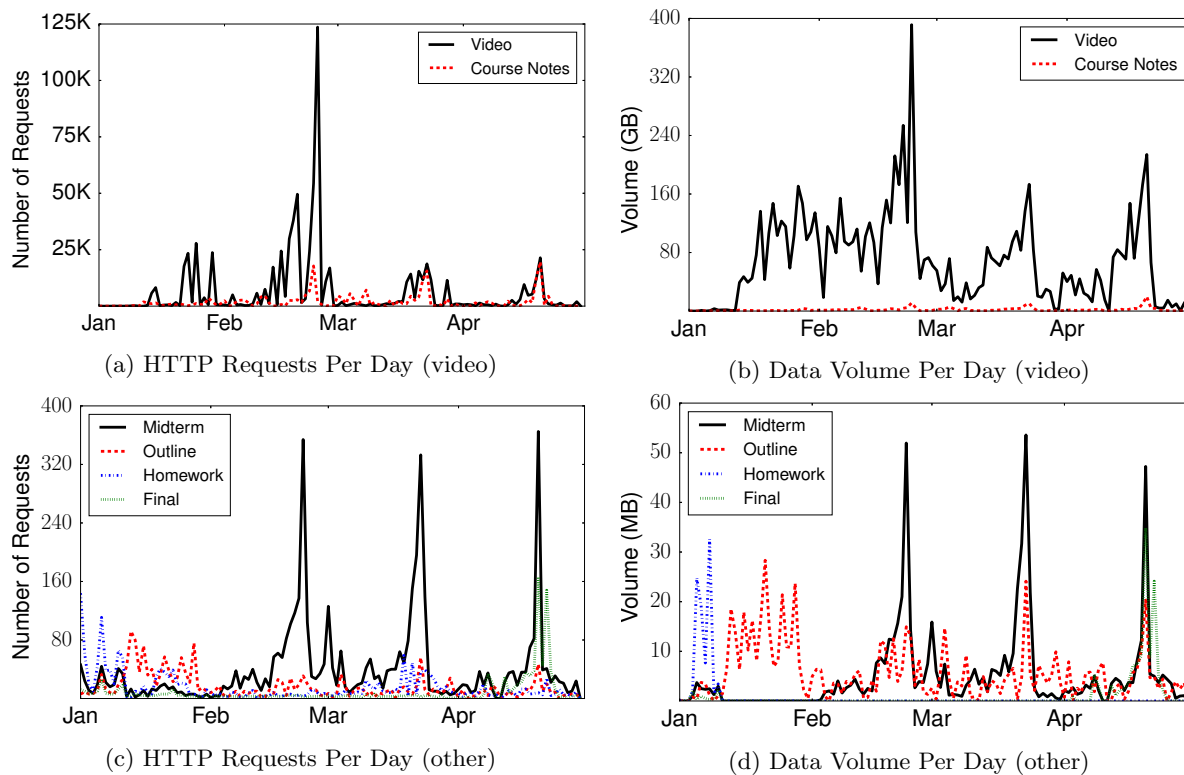 125K
100K
75K
50K
25K
Number of Requests
Video
Course Notes
Jan
Feb
Mar
Apr
(a) HTTP Requests Per Day (video)
400
320
240
160
80
Volume (GB)
Video
Course Notes
Jan
Feb
Mar
Apr
(b) Data Volume Per Day (video)
400
320
240
160
80
Number of Requests
Midterm
Outline
Homework
Final
Jan
Feb
Mar
Apr
(c) HTTP Requests Per Day (other)
60
50
40
30
20
10
Volume (MB)
Midterm
Outline
Homework
Final
Jan
Feb
Mar
Apr
(d) Data Volume Per Day (other)